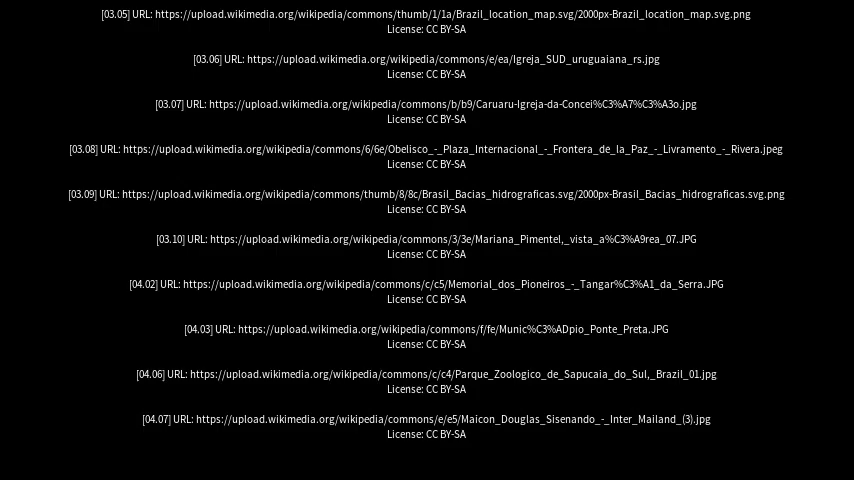 [03.05] URL: https://upload.wikimedia.org/wikipedia/commons/thumb/1/1a/Brazil_location_map.svg/2000px-Brazil_location_map.svg.png
License: CC BY-SA
[03.06] URL: https://upload.wikimedia.org/wikipedia/commons/e/ea/Igreja_SUD_uruguaiana_rs.jpg
License: CC BY-SA
[03.07] URL: https://upload.wikimedia.org/wikipedia/commons/b/b9/Caruaru-Igreja-da-Concei%C3%A7%C3%A3o.jpg
License: CC BY-SA
[03.08] URL: https://upload.wikimedia.org/wikipedia/commons/6/6e/Obelisco_-_Plaza_Internacional_-_Frontera_de_la_Paz_-_Livramento_-_Rivera.jpeg
License: CC BY-SA
[03.09] URL: https://upload.wikimedia.org/wikipedia/commons/thumb/8/8c/Brasil_Bacias_hidrograficas.svg/2000px-Brasil_Bacias_hidrograficas.svg.png
License: CC BY-SA
[03.10] URL: https://upload.wikimedia.org/wikipedia/commons/3/3e/Mariana_Pimentel,_vista_a%C3%A9rea_07.JPG
License: CC BY-SA
[04.02] URL: https://upload.wikimedia.org/wikipedia/commons/c/c5/Memorial_dos_Pioneiros_-_Tangar%C3%A1_da_Serra.JPG
License: CC BY-SA
[04.03] URL: https://upload.wikimedia.org/wikipedia/commons/f/fe/Munic%C3%ADpio_Ponte_Preta.JPG
License: CC BY-SA
[04.06] URL: https://upload.wikimedia.org/wikipedia/commons/c/c4/Parque_Zoologico_de_Sapucaia_do_Sul,_Brazil_01.jpg
License: CC BY-SA
[04.07] URL: https://upload.wikimedia.org/wikipedia/commons/e/e5/Maicon_Douglas_Sisenando_-_Inter_Mailand_(3).jpg
License: CC BY-SA